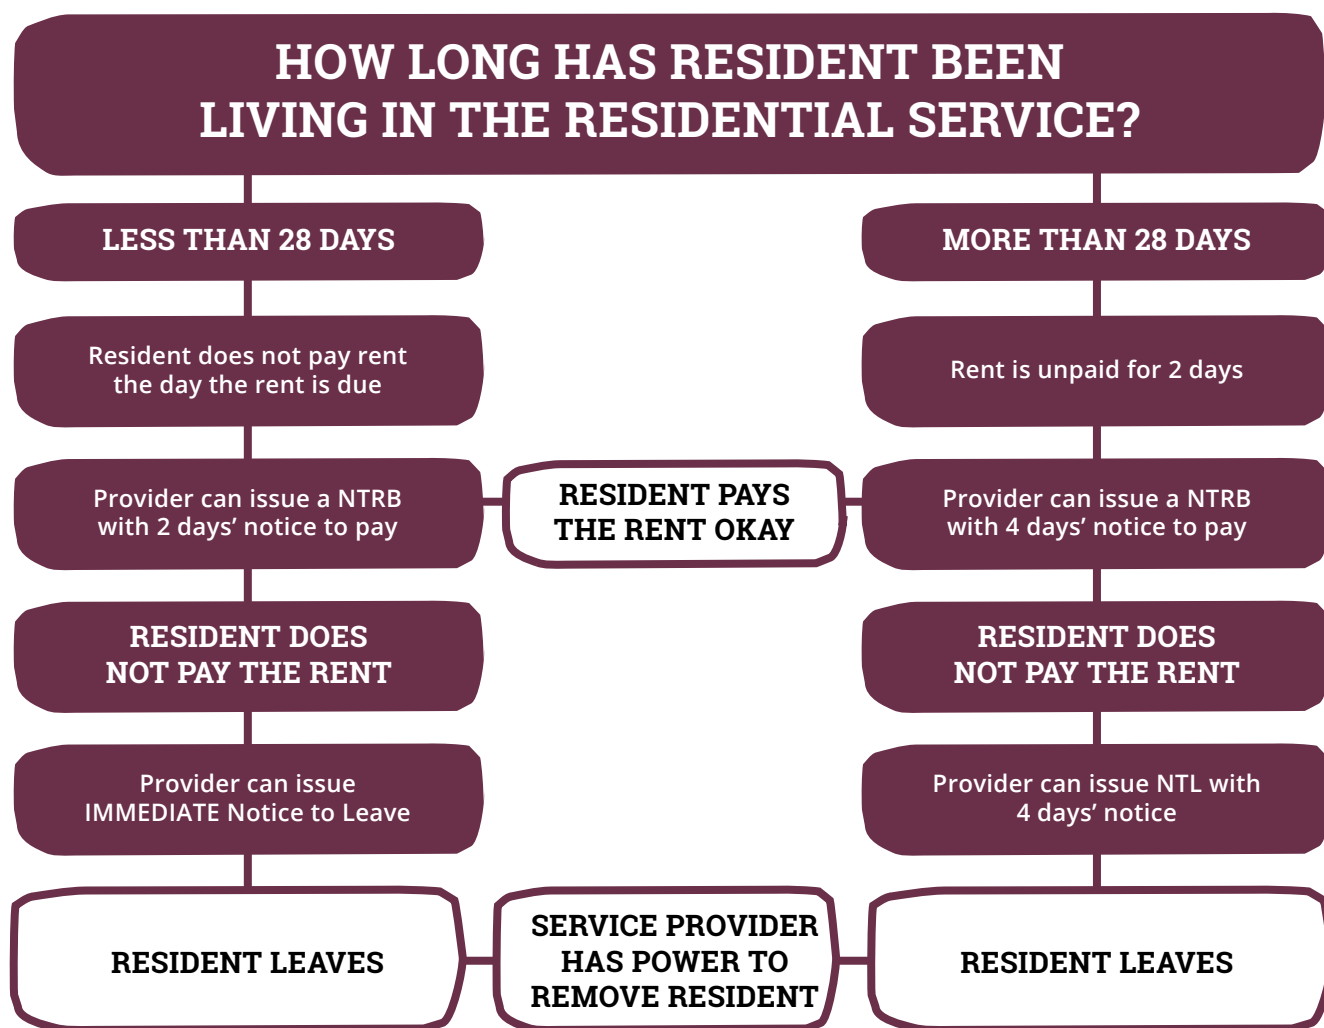 HOW LONG HAS RESIDENT BEEN
LIVING IN THE RESIDENTIAL SERVICE?
LESS THAN 28 DAYS
Resident does not pay rent
the day the rent is due
Provider can issue a NTRB
with 2 days’ notice to pay
RESIDENT DOES
NOT PAY THE RENT
Provider can issue
IMMEDIATE Notice to Leave
RESIDENT LEAVES
RESIDENT PAYS
THE RENT OKAY
SERVICE PROVIDER
HAS POWER TO
REMOVE RESIDENT
MORE THAN 28 DAYS
Rent is unpaid for 2 days
Provider can issue a NTRB
with 4 days’ notice to pay
RESIDENT DOES
NOT PAY THE RENT
Provider can issue NTL with
4 days’ notice
RESIDENT LEAVES